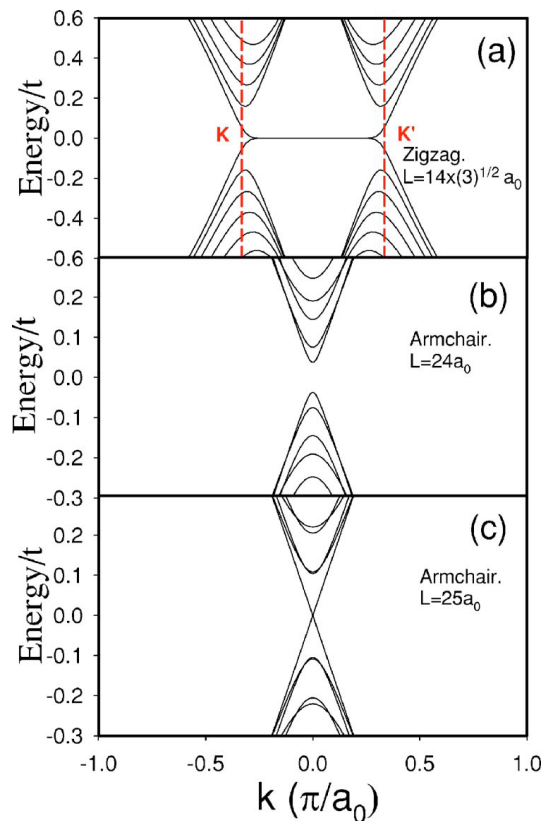 0.6
0.4
0.2
0.0
-0.2
-0.4
-0.6
Energy/t
(a)
K
K'
Zigzag.
L=14x(3)^1/2 a₀
0.2
0.1
0.0
-0.1
-0.2
-0.3
Energy/t
(b)
Armchair.
L=24a₀
0.2
0.1
0.0
-0.1
-0.2
-0.3
Energy/t
(c)
Armchair.
L=25a₀
-1.0 -0.5 0.0 0.5 1.0
k (π/a₀)